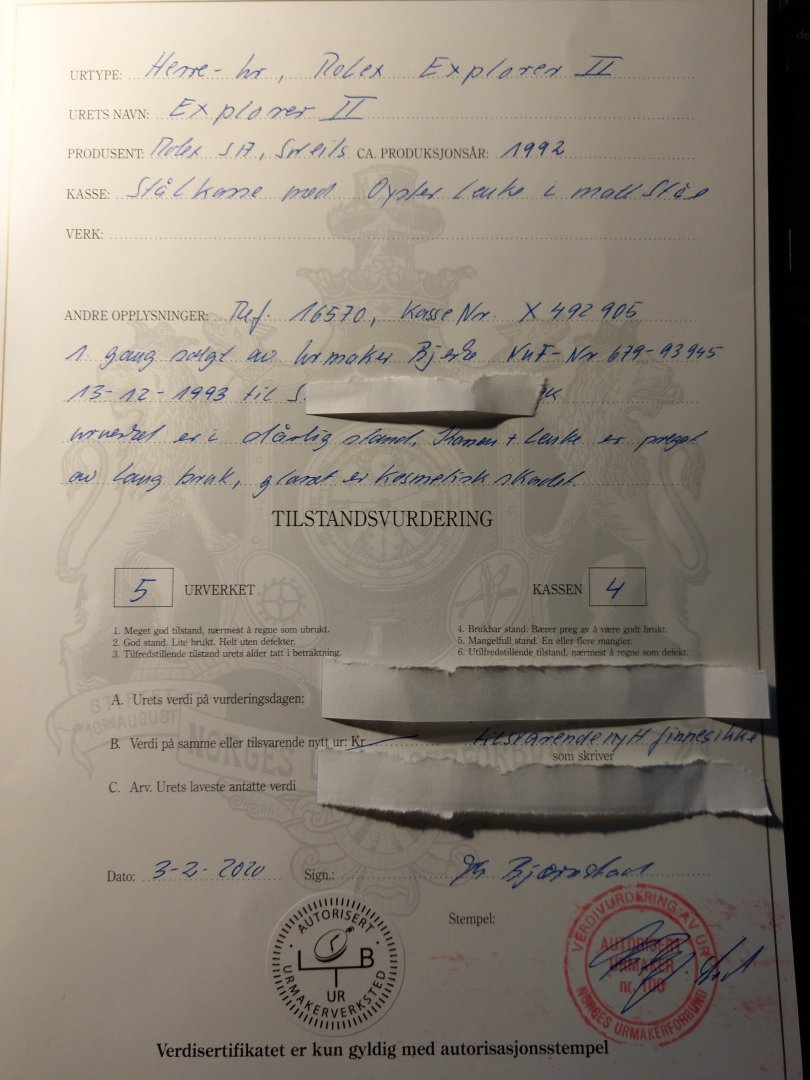 URTYPE: Herre-Ur, Rolex Explorer II
URETS NAVN: Explorer II
PRODUSENT: Rolex SA, Sveits CA. PRODUKSJONSÅR: 1992
KASSE: Stålkasse med Oyster lenke i matt Stål
VERK:
ANDRE OPPLYSNINGER: Ref. 16570, Kasse Nr. X 492 905
1. gang solgt av Urmaker Bjerke NUF-Nr 679-93945
13-12-1993 til S.
urverket er i dårlig stand, Kassen + lenke er preget
av lang bruk, glasset er kosmetisk skadet.
TILSTANDSVURDERING
5 URVERKET KASSEN 4
1. Meget god tilstand, nærmest å regne som ubrukt. 4. Brukbar stand. Bærer preg av å være godt brukt.
2. God stand. Lite brukt. Helt uten defekter. 5. Mangelfull stand. En eller flere mangler.
3. Tilfredstillende tilstand urets alder tatt i betraktning. 6. Utilfredstillende tilstand, nærmest å regne som defekt.
A. Urets verdi på vurderingsdagen:
B. Verdi på samme eller tilsvarende nytt ur: Kr tilsvarende nytt finnes ikke
som skriver
C. Arv. Urets laveste antatte verdi
Dato: 3-2-2020 Sign.: Bjørnstad
Stempel:
AUTORISERT
L B
UR
URMAKERVERKSTED
VERDIVURDERING AV UR
AUTORISERT
URMAKER
nr. 100
NORGES URMAKERFORBUND
Verdisertifikatet er kun gyldig med autorisasjonsstempel